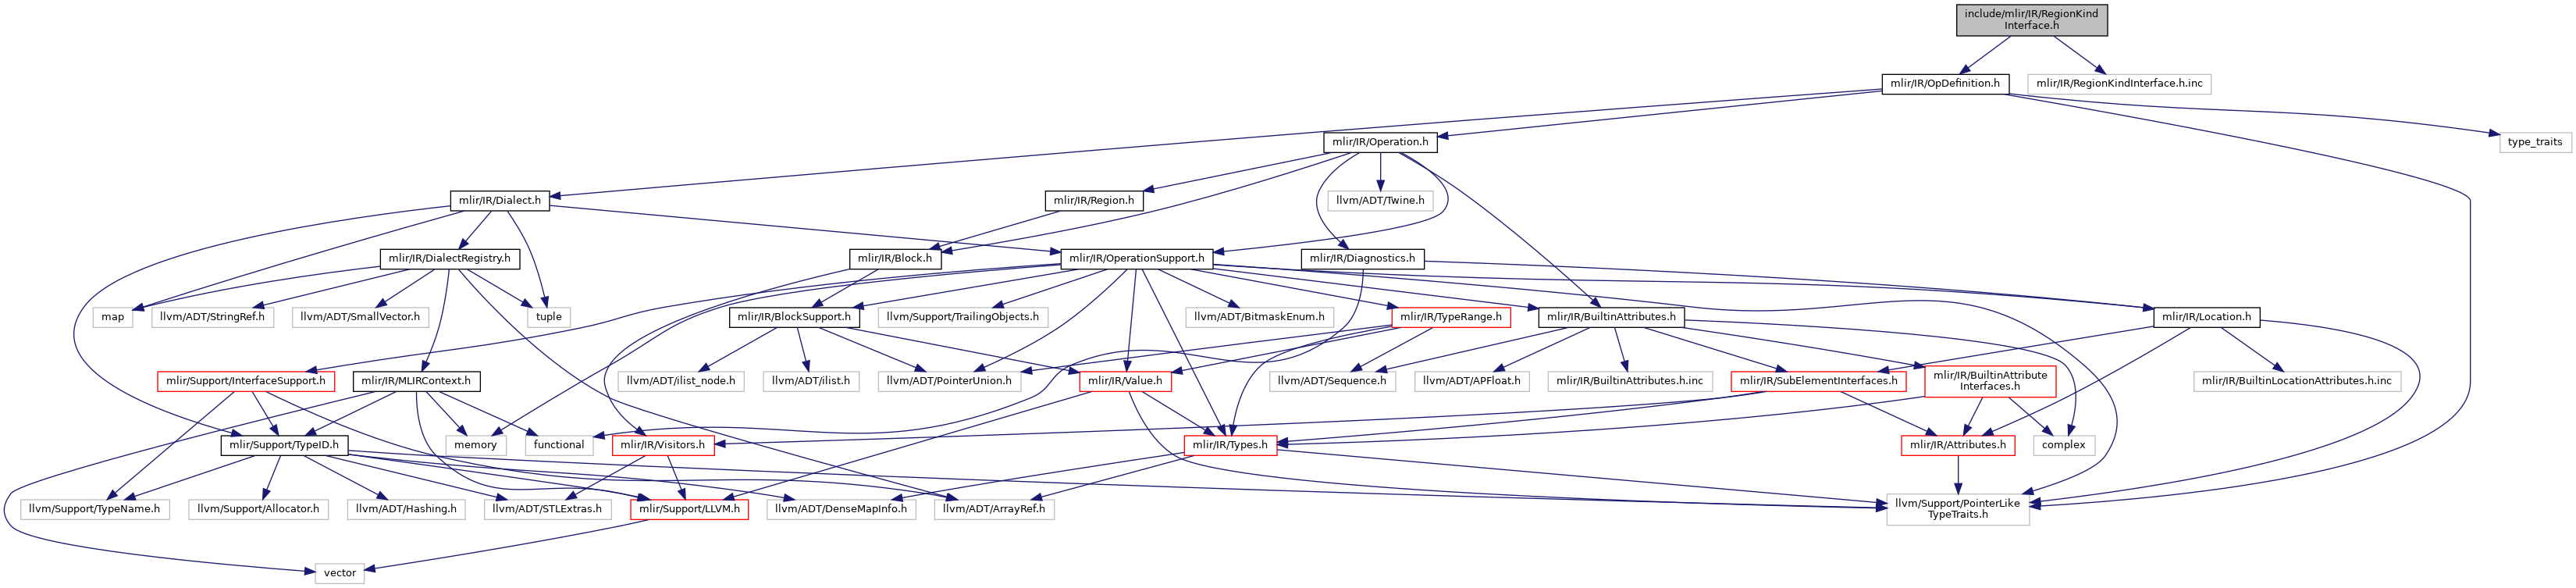 include/mlir/IR/RegionKind
Interface.h
mlir/IR/OpDefinition.h
mlir/IR/RegionKindInterface.h.inc
mlir/IR/Operation.h
type_traits
mlir/IR/Dialect.h
mlir/IR/Region.h
llvm/ADT/Twine.h
mlir/IR/DialectRegistry.h
mlir/IR/Block.h
mlir/IR/OperationSupport.h
mlir/IR/Diagnostics.h
map
llvm/ADT/StringRef.h
llvm/ADT/SmallVector.h
tuple
mlir/IR/BlockSupport.h
llvm/Support/TrailingObjects.h
llvm/ADT/BitmaskEnum.h
mlir/IR/TypeRange.h
mlir/IR/BuiltinAttributes.h
mlir/IR/Location.h
mlir/Support/InterfaceSupport.h
mlir/IR/MLIRContext.h
llvm/ADT/ilist_node.h
llvm/ADT/ilist.h
llvm/ADT/PointerUnion.h
mlir/IR/Value.h
llvm/ADT/Sequence.h
llvm/ADT/APFloat.h
mlir/IR/BuiltinAttributes.h.inc
mlir/IR/SubElementInterfaces.h
mlir/IR/BuiltinAttribute
Interfaces.h
mlir/IR/BuiltinLocationAttributes.h.inc
mlir/Support/TypeID.h
memory
functional
mlir/IR/Visitors.h
mlir/IR/Types.h
mlir/IR/Attributes.h
complex
llvm/Support/TypeName.h
llvm/Support/Allocator.h
llvm/ADT/Hashing.h
llvm/ADT/STLExtras.h
mlir/Support/LLVM.h
llvm/ADT/DenseMapInfo.h
llvm/ADT/ArrayRef.h
llvm/Support/PointerLike
TypeTraits.h
vector